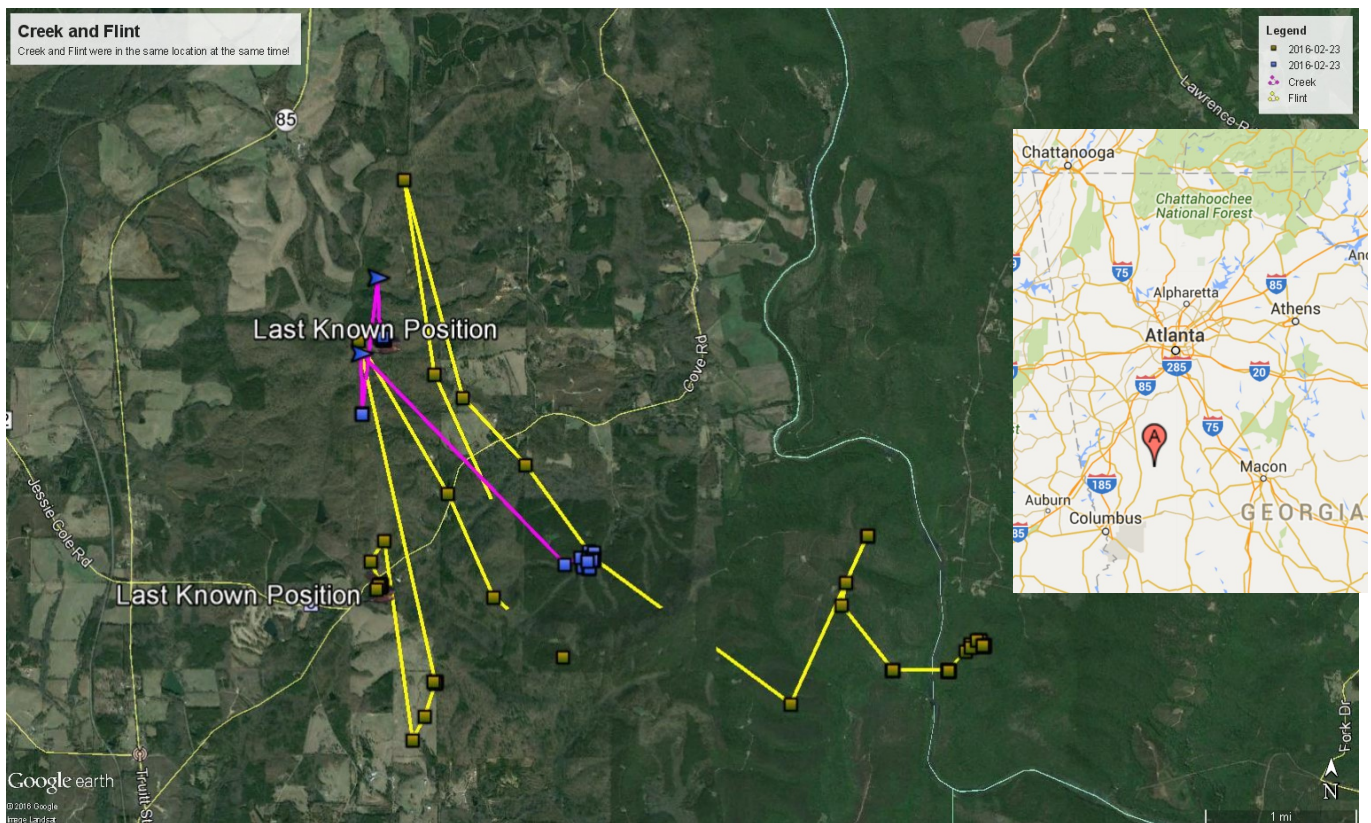 Creek and Flint
Creek and Flint were in the same location at the same time!
Legend
2016-02-23
2016-02-23
Creek
Flint
85
Lawrence-R
Chattanooga
Chattahoochee
National Forest
75
85
Alpharetta
Athens
Atlanta
285
20
85
75
A
Macon
185
Auburn
Columbus
GEORGIA
85
Last Known Position
Cove Rd
Jessie Cole Rd
Last Known Position
Truitt St
Fork Dr
N
1 mi
Google earth
© 2016 Google
Image Landsat